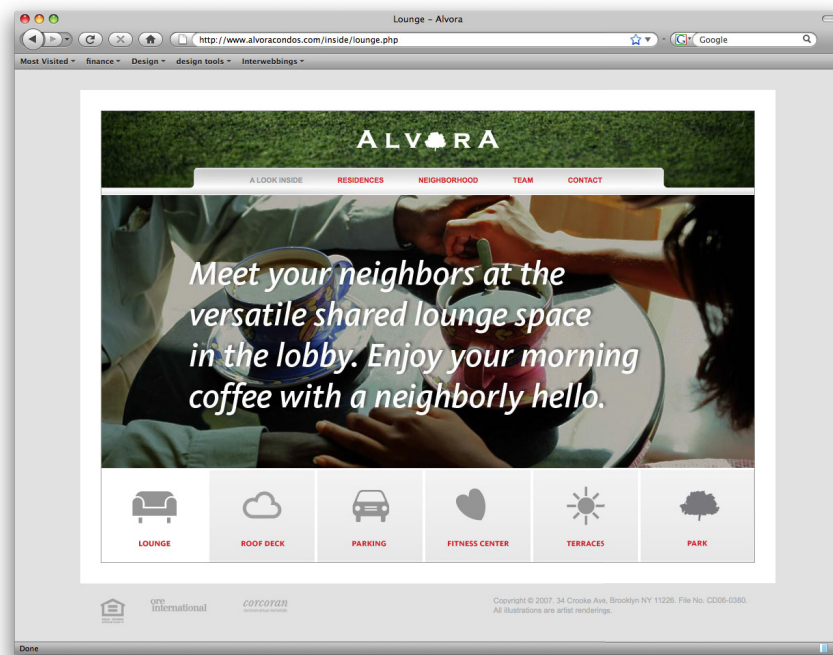 Lounge – Alvora
http://www.alvoracondos.com/inside/lounge.php
Google
Most Visited finance Design design tools Interwebbings
ALVORA
A LOOK INSIDE RESIDENCES NEIGHBORHOOD TEAM CONTACT
Meet your neighbors at the
versatile shared lounge space
in the lobby. Enjoy your morning
coffee with a neighborly hello.
LOUNGE ROOF DECK PARKING FITNESS CENTER TERRACES PARK
ore
international
corcoran
Copyright © 2007. 34 Crooke Ave, Brooklyn NY 11226. File No. CD06-0380.
All illustrations are artist renderings.
Done